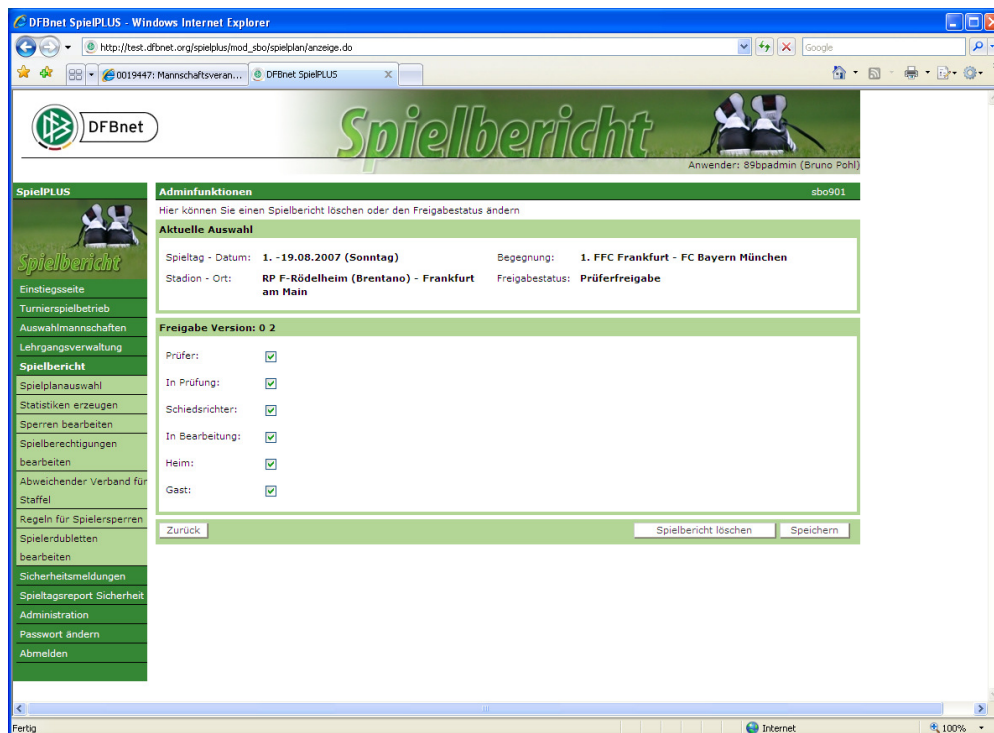 DFBnet SpielPLUS - Windows Internet Explorer
http://test.dfbnet.org/spielplus/mod_sbo/spielplan/anzeige.do
Google
0019447: Mannschaftsveran...
DFBnet SpielPLUS
DFBnet
Spielbericht
Anwender: 89bpadmin (Bruno Pohl)
SpielPLUS
Spielbericht
Einstiegsseite
Turnierspielbetrieb
Auswahlmannschaften
Lehrgangsverwaltung
Spielbericht
Spielplanauswahl
Statistiken erzeugen
Sperren bearbeiten
Spielberechtigungen
bearbeiten
Abweichender Verband für
Staffel
Regeln für Spielersperren
Spielerdubletten
bearbeiten
Sicherheitsmeldungen
Spieltagsreport Sicherheit
Administration
Passwort ändern
Abmelden
Adminfunktionen sbo901
Hier können Sie einen Spielbericht löschen oder den Freigabestatus ändern
Aktuelle Auswahl
Spieltag - Datum: 1. -19.08.2007 (Sonntag) Begegnung: 1. FFC Frankfurt - FC Bayern München
Stadion - Ort: RP F-Rödelheim (Brentano) - Frankfurt Freigabestatus: Prüferfreigabe
am Main
Freigabe Version: 0 2
Prüfer:
In Prüfung:
Schiedsrichter:
In Bearbeitung:
Heim:
Gast:
Zurück Spielbericht löschen Speichern
Fertig Internet 100%